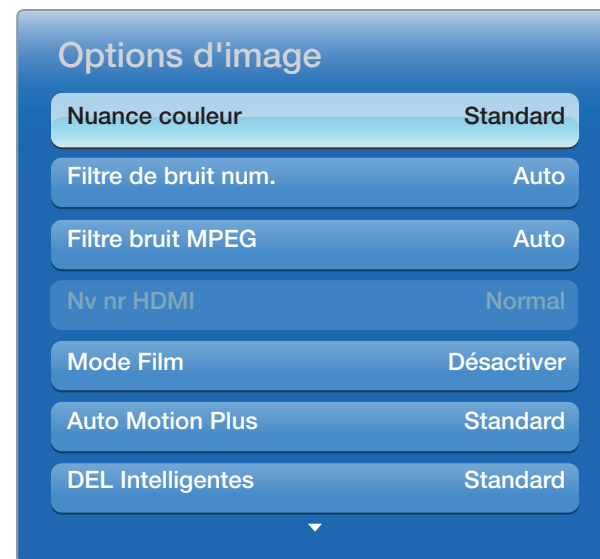 Options d'image
Nuance couleur Standard
Filtre de bruit num. Auto
Filtre bruit MPEG Auto
Nv nr HDMI Normal
Mode Film Désactiver
Auto Motion Plus Standard
DEL Intelligentes Standard